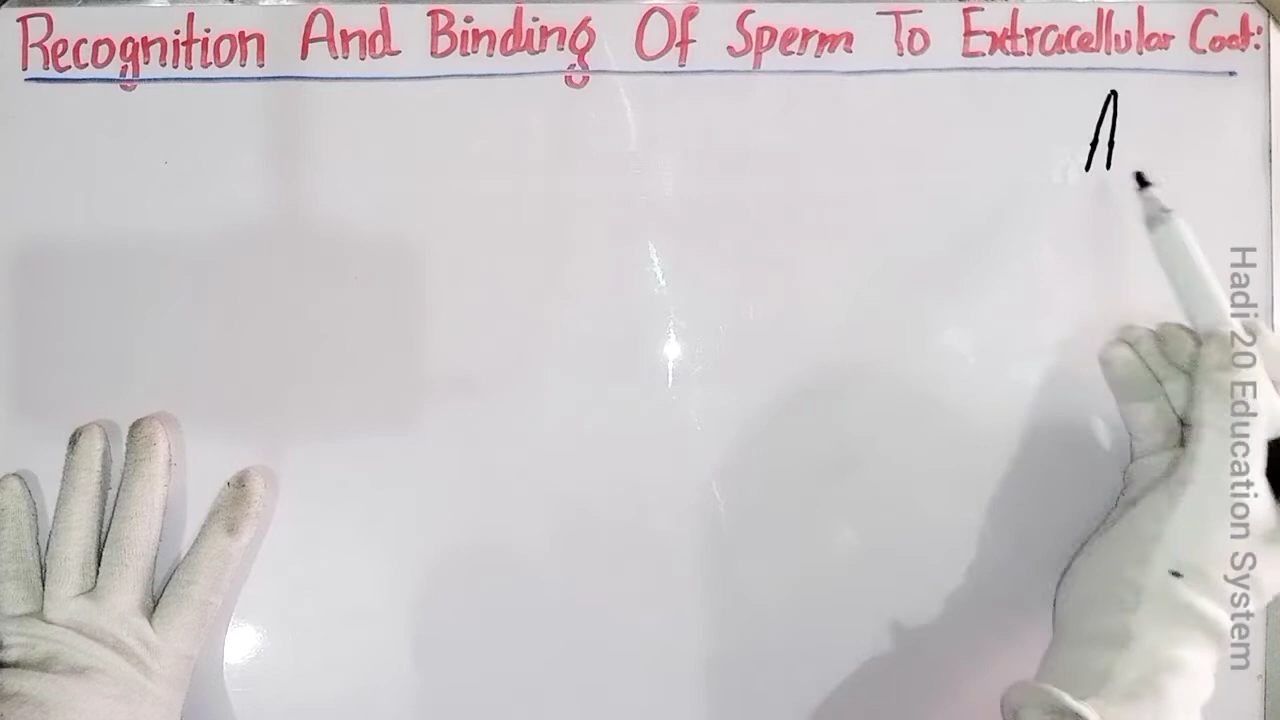 Recognition And Binding Of Sperm To Extracellular Coat:
Hadi 20 Education System